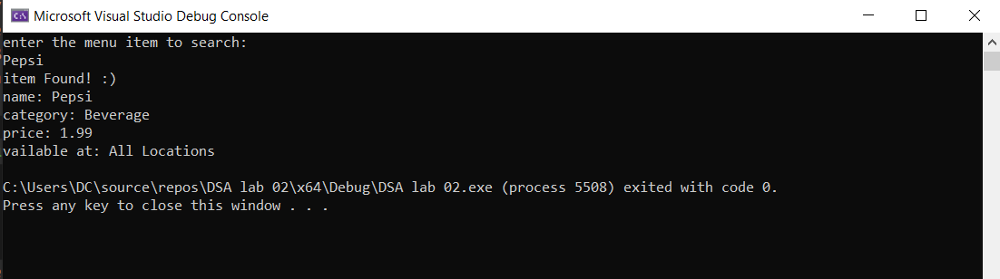 Microsoft Visual Studio Debug Console
enter the menu item to search:
Pepsi
item Found! :)
name: Pepsi
category: Beverage
price: 1.99
vailable at: All Locations
C:\Users\DC\source\repos\DSA lab 02\x64\Debug\DSA lab 02.exe (process 5508) exited with code 0.
Press any key to close this window . . .